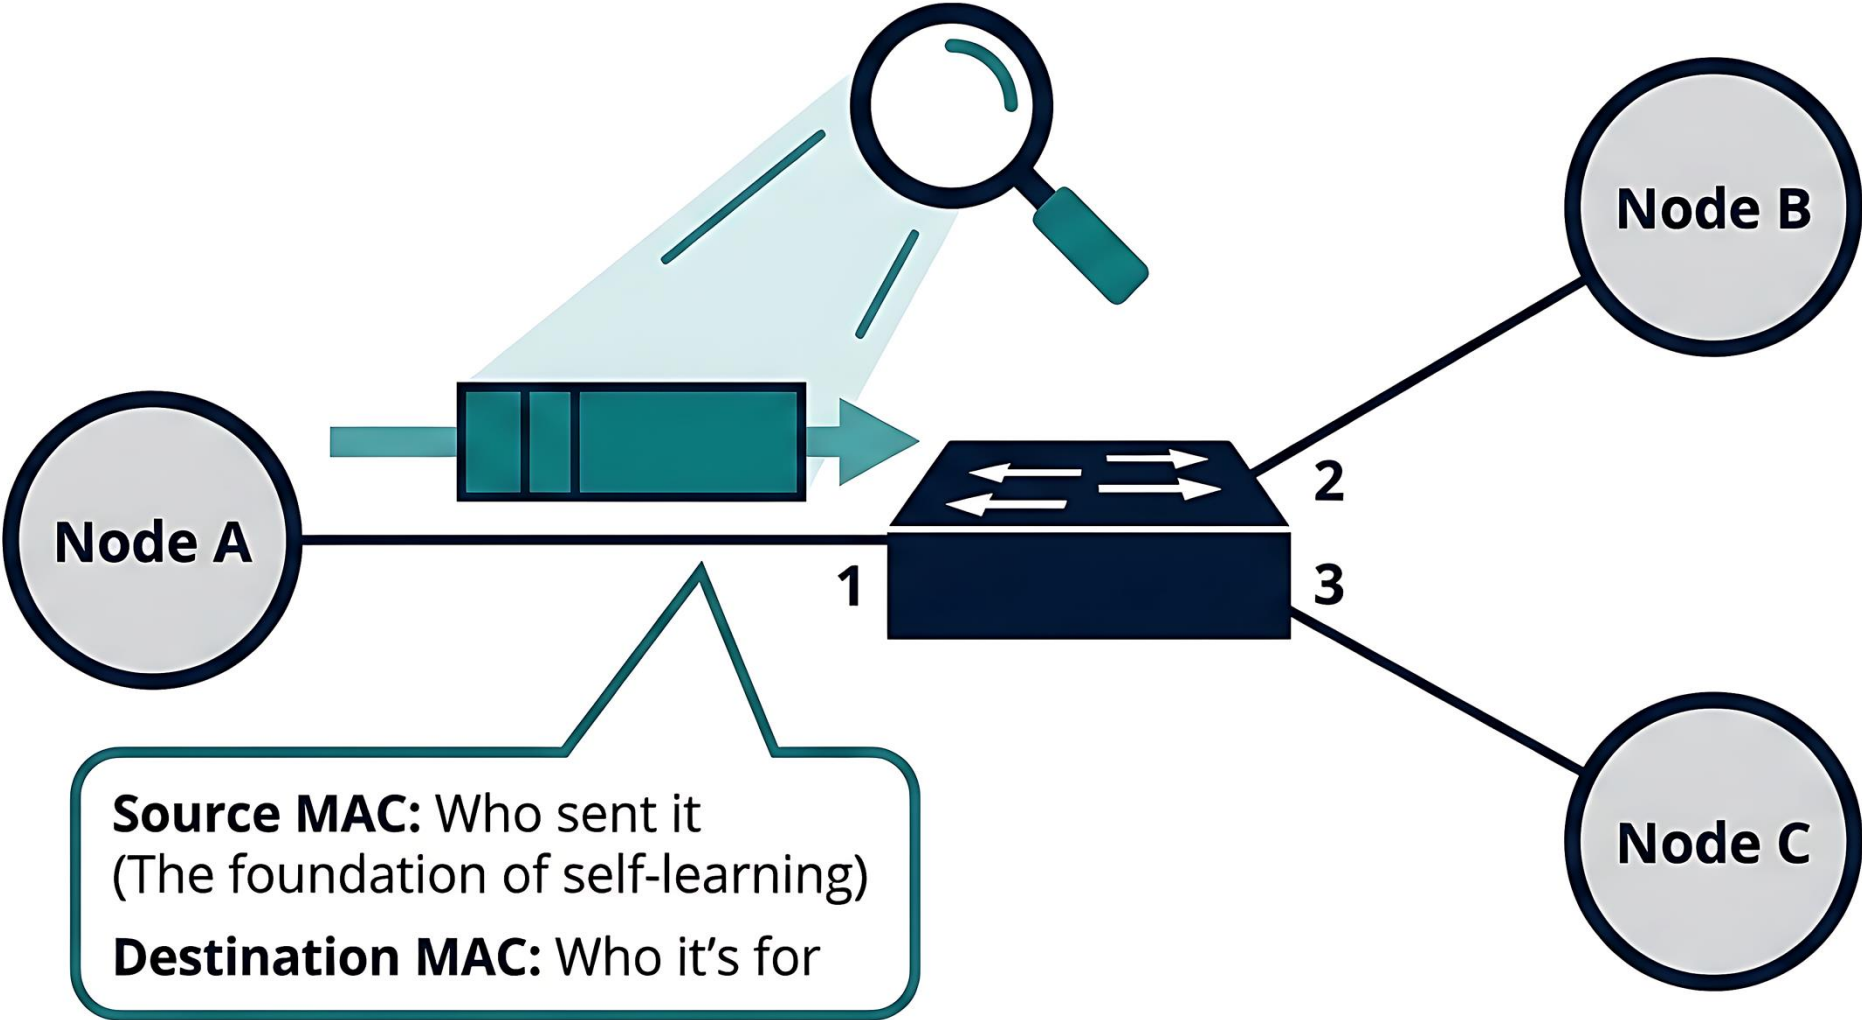 Node A
Node B
Node C
1
2
3
Source MAC: Who sent it
(The foundation of self-learning)
Destination MAC: Who it’s for